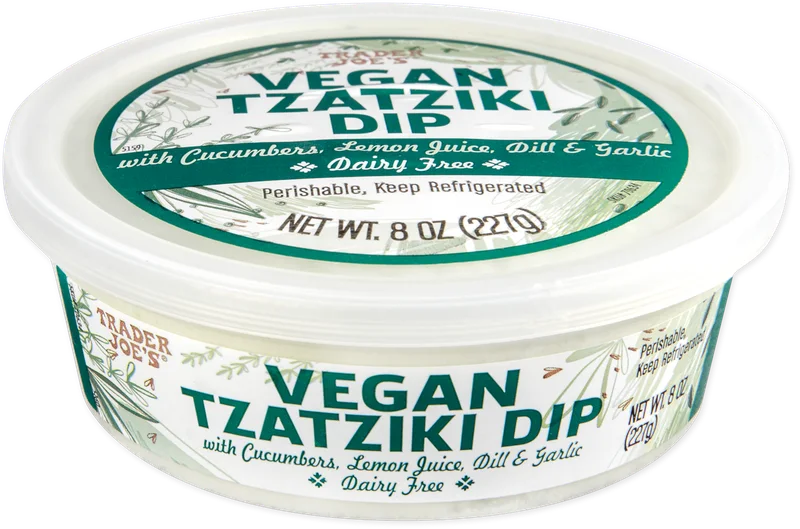 TRADER
JOE'S
VEGAN
TZATZIKI
DIP
with Cucumbers, Lemon Juice, Dill & Garlic
Dairy Free
Perishable, Keep Refrigerated
NET WT. 8 OZ (227g)
TRADER
JOE'S®
VEGAN
TZATZIKI DIP
with Cucumbers, Lemon Juice, Dill & Garlic
Dairy Free
Perishable,
Keep Refrigerated
NET WT. 8 OZ
(227g)